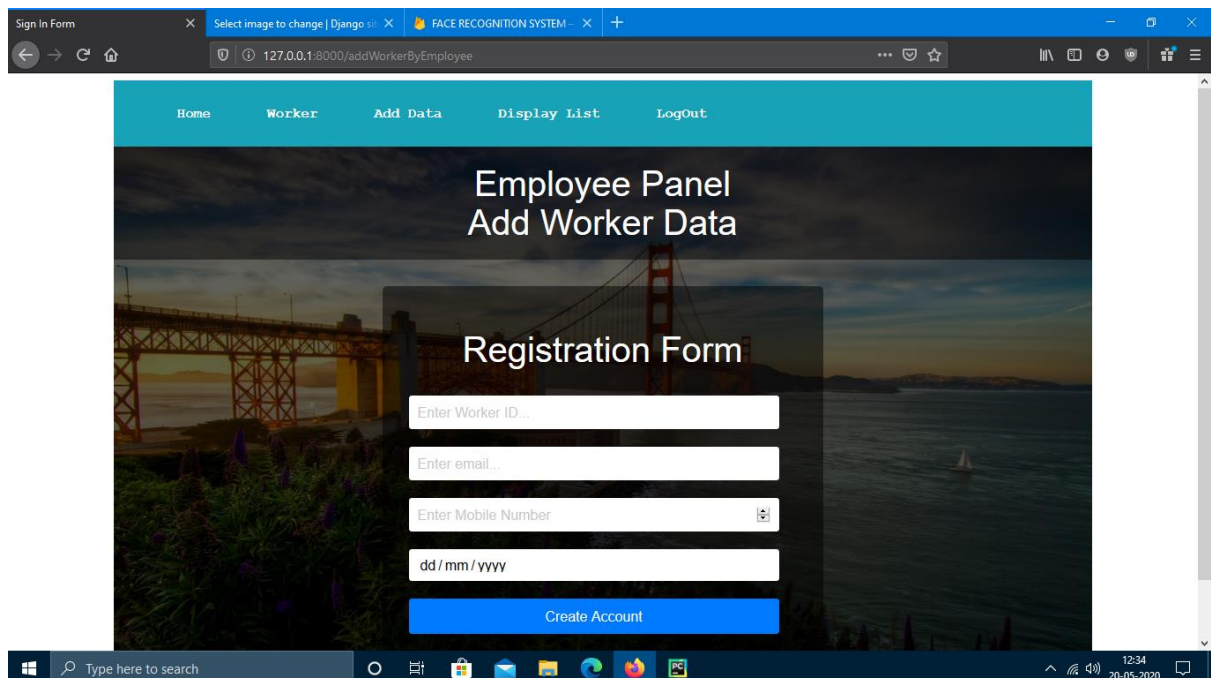 Sign In Form
Select image to change | Django sit
FACE RECOGNITION SYSTEM –
127.0.0.1:8000/addWorkerByEmployee
Home Worker Add Data Display List LogOut
Employee Panel
Add Worker Data
Registration Form
Enter Worker ID...
Enter email...
Enter Mobile Number
dd / mm / yyyy
Create Account
Type here to search
PC
12:34
20-05-2020